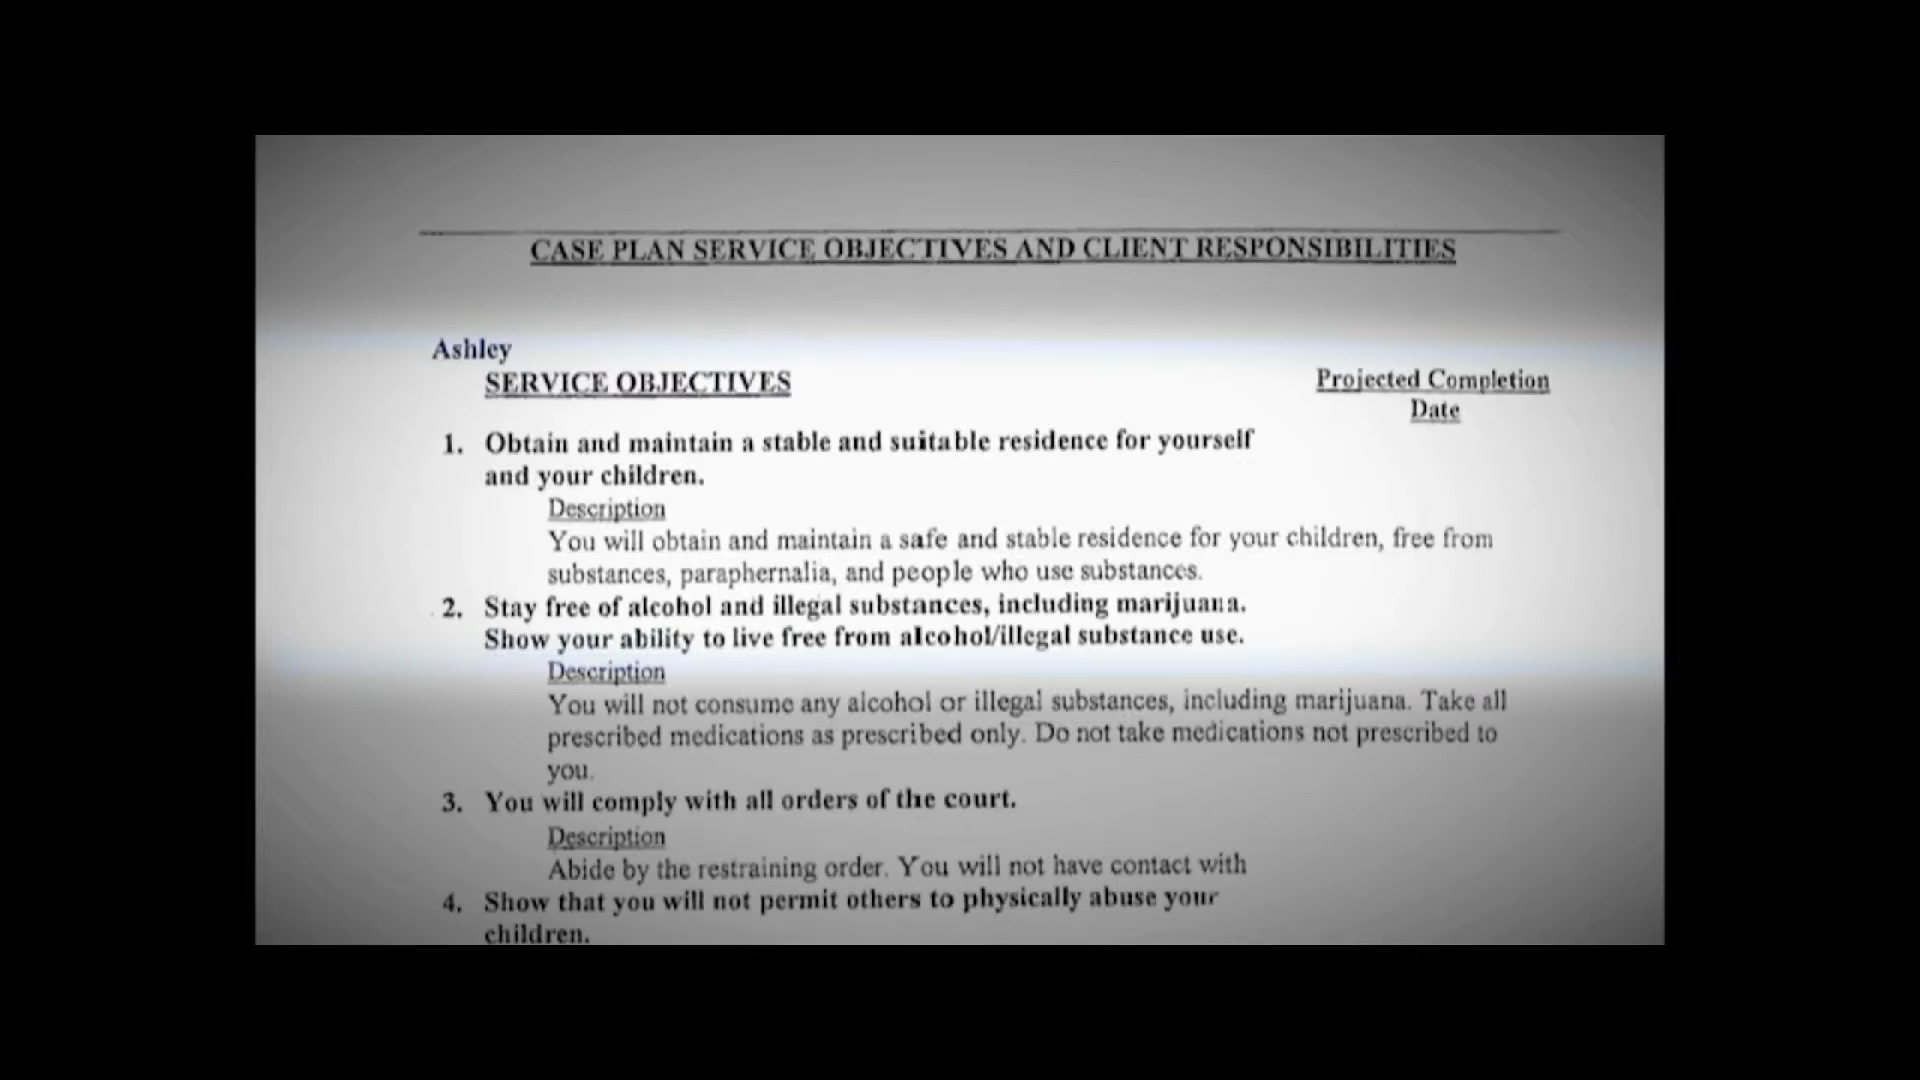 CASE PLAN SERVICE OBJECTIVES AND CLIENT RESPONSIBILITIES
Ashley
SERVICE OBJECTIVES
Projected Completion
Date
1. Obtain and maintain a stable and suitable residence for yourself
and your children.
Description
You will obtain and maintain a safe and stable residence for your children, free from
substances, paraphernalia, and people who use substances.
2. Stay free of alcohol and illegal substances, including marijuana.
Show your ability to live free from alcohol/illegal substance use.
Description
You will not consume any alcohol or illegal substances, including marijuana. Take all
prescribed medications as prescribed only. Do not take medications not prescribed to
you.
3. You will comply with all orders of the court.
Description
Abide by the restraining order. You will not have contact with
4. Show that you will not permit others to physically abuse your
children.